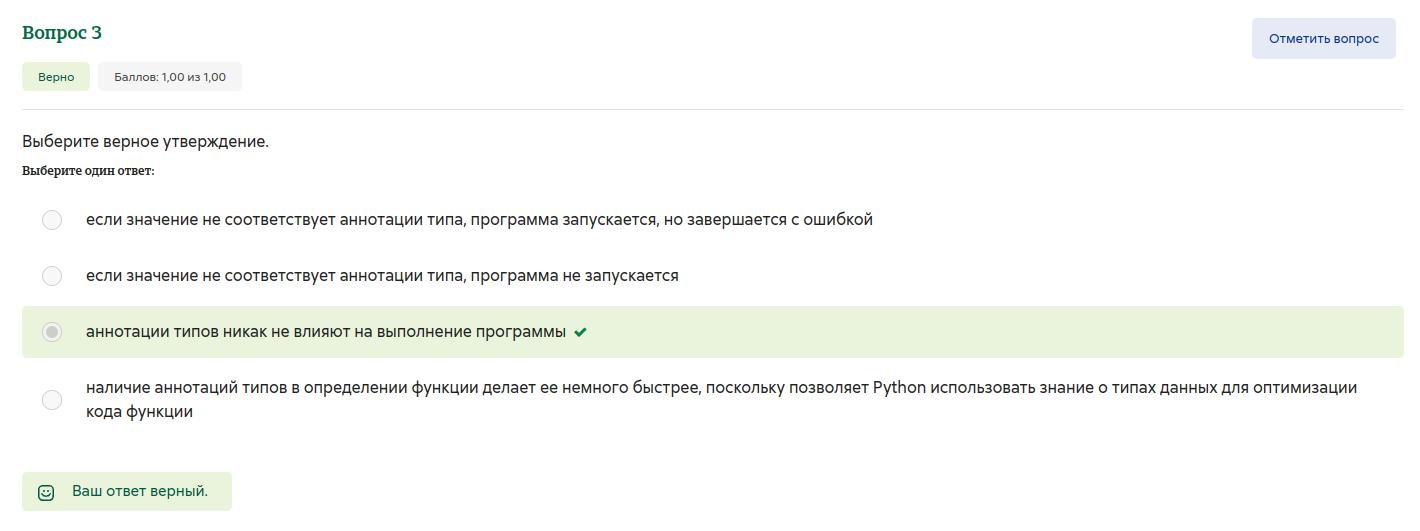 Вопрос 3
Отметить вопрос
Верно
Баллов: 1,00 из 1,00
Выберите верное утверждение.
Выберите один ответ:
если значение не соответствует аннотации типа, программа запускается, но завершается с ошибкой
если значение не соответствует аннотации типа, программа не запускается
аннотации типов никак не влияют на выполнение программы
наличие аннотаций типов в определении функции делает ее немного быстрее, поскольку позволяет Python использовать знание о типах данных для оптимизации
кода функции
Ваш ответ верный.